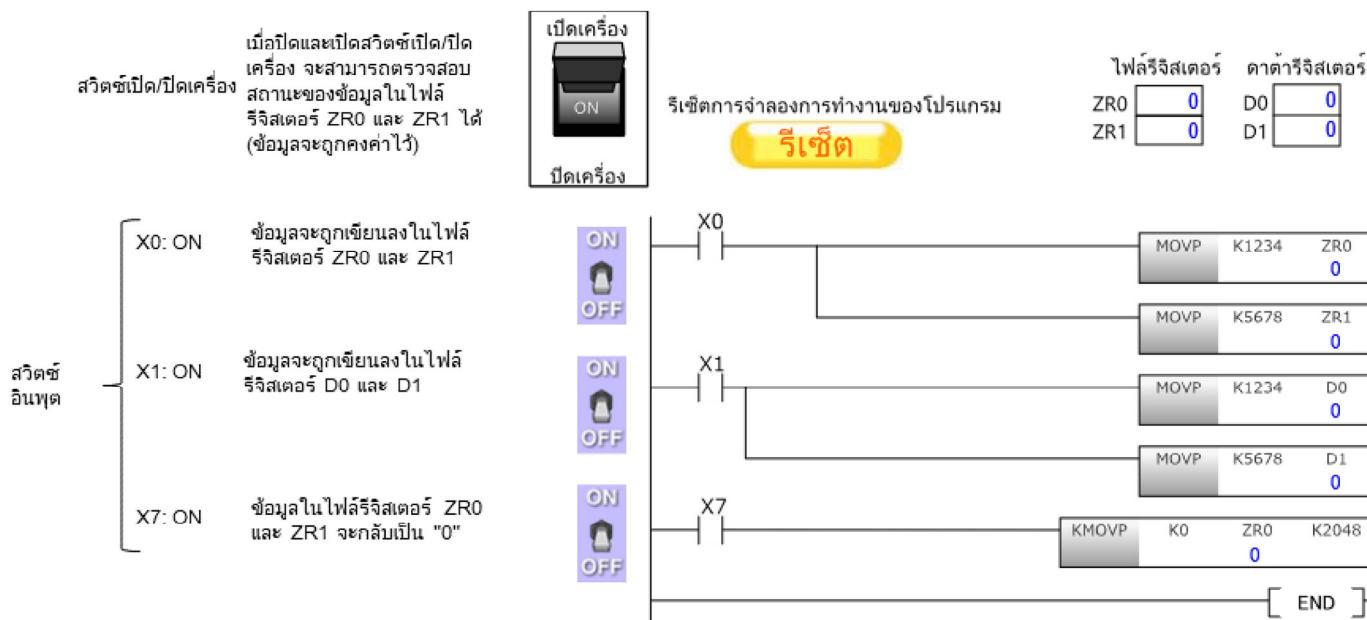 สวิตช์เปิด/ปิดเครื่อง
เมื่อปิดและเปิดสวิตช์เปิด/ปิด
เครื่อง จะสามารถตรวจสอบ
สถานะของข้อมูลในไฟล์
รีจิสเตอร์ ZR0 และ ZR1 ได้
(ข้อมูลจะถูกคงค่าไว้)
เปิดเครื่อง
ON
ปิดเครื่อง
รีเซ็ตการจำลองการทำงานของโปรแกรม
รีเซ็ต
ไฟล์รีจิสเตอร์ ดาต้ารีจิสเตอร์
ZR0 0 D0 0
ZR1 0 D1 0
สวิตช์
อินพุต
X0: ON
ข้อมูลจะถูกเขียนลงในไฟล์
รีจิสเตอร์ ZR0 และ ZR1
ON
OFF
X0
MOVP K1234 ZR0
0
MOVP K5678 ZR1
0
X1: ON
ข้อมูลจะถูกเขียนลงในไฟล์
รีจิสเตอร์ D0 และ D1
ON
OFF
X1
MOVP K1234 D0
0
MOVP K5678 D1
0
X7: ON
ข้อมูลในไฟล์รีจิสเตอร์ ZR0
และ ZR1 จะกลับเป็น "0"
ON
OFF
X7
KMOVP K0 ZR0 K2048
0
END